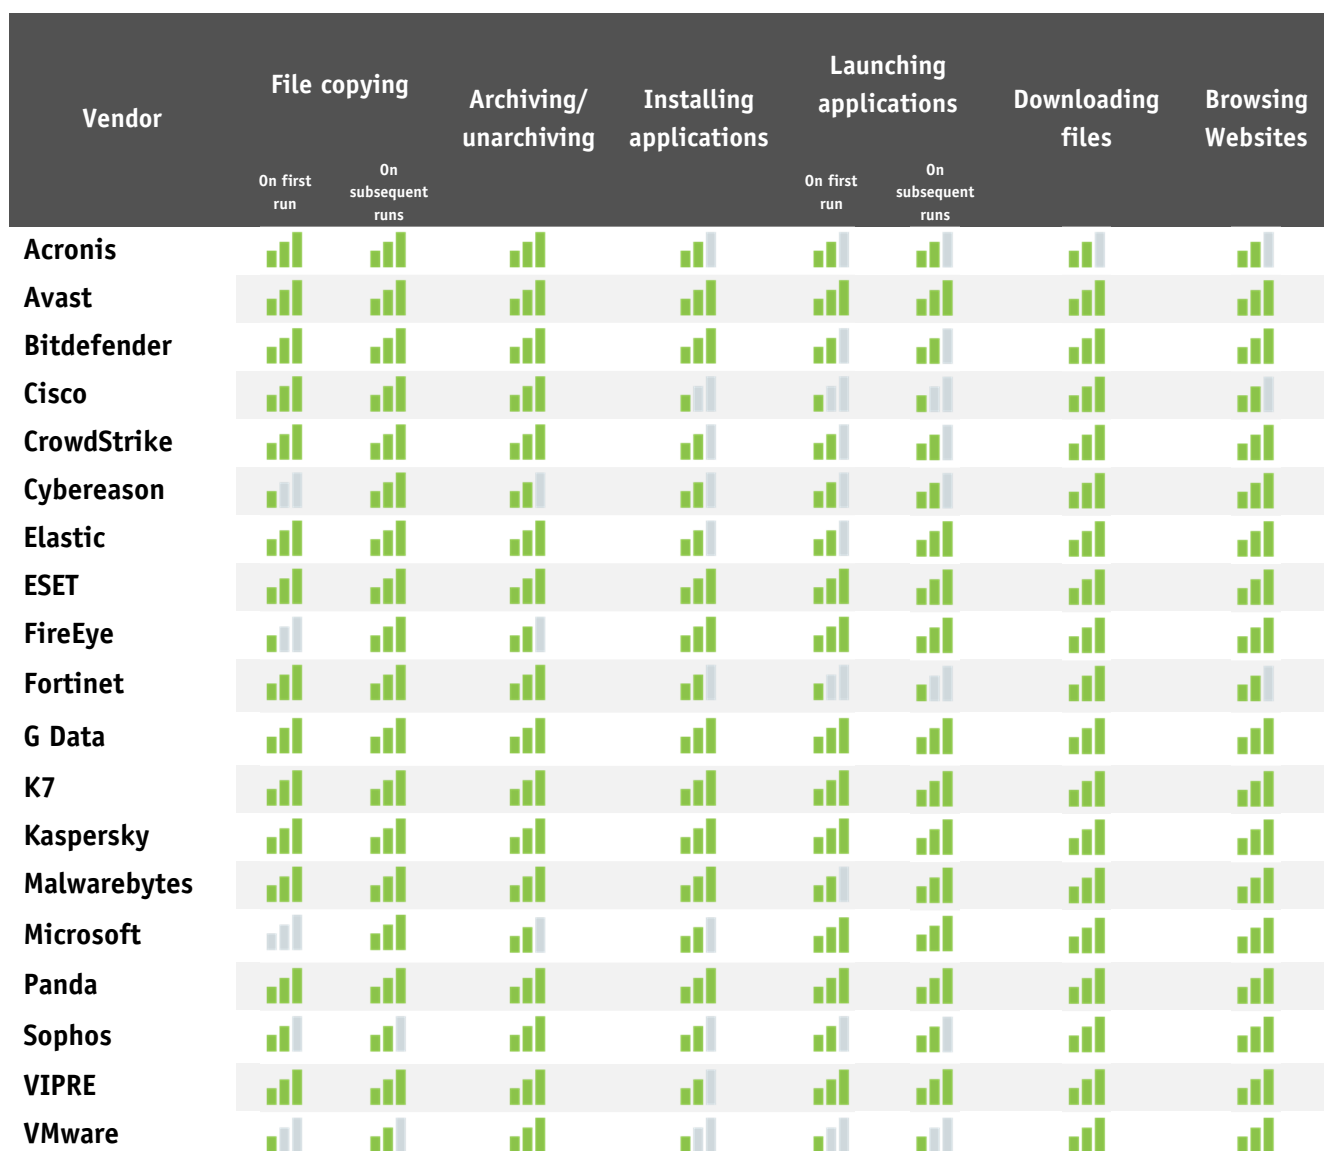 Vendor
File copying
Archiving/
unarchiving
Installing
applications
Launching
applications
Downloading
files
Browsing
Websites
On first
run
On
subsequent
runs
On first
run
On
subsequent
runs
Acronis
Avast
Bitdefender
Cisco
CrowdStrike
Cybereason
Elastic
ESET
FireEye
Fortinet
G Data
K7
Kaspersky
Malwarebytes
Microsoft
Panda
Sophos
VIPRE
VMware